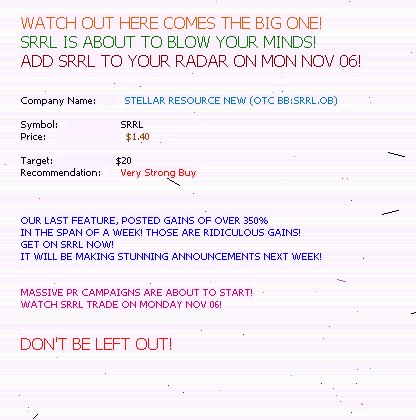 WATCH OUT HERE COMES THE BIG ONE!
SRRL IS ABOUT TO BLOW YOUR MINDS!
ADD SRRL TO YOUR RADAR ON MON NOV 06!
Company Name: STELLAR RESOURCE NEW (OTC BB:SRRL.OB)
Symbol: SRRL
Price: $1.40
Target: $20
Recommendation: Very Strong Buy
OUR LAST FEATURE, POSTED GAINS OF OVER 350%
IN THE SPAN OF A WEEK! THOSE ARE RIDICULOUS GAINS!
GET ON SRRL NOW!
IT WILL BE MAKING STUNNING ANNOUNCEMENTS NEXT WEEK!
MASSIVE PR CAMPAIGNS ARE ABOUT TO START!
WATCH SRRL TRADE ON MONDAY NOV 06!
DON'T BE LEFT OUT!